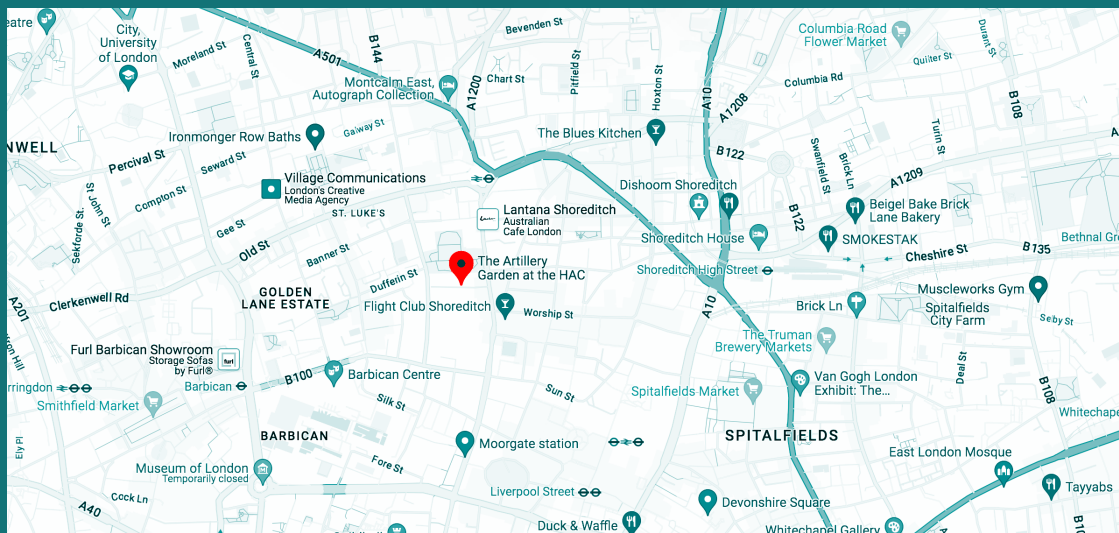 eatre
City,
University
of London
Moreland St
Central St
A501
B144
Bevenden St
Columbia Road
Flower Market
Durant St
Quilter St
Montcalm East,
Autograph Collection
A1200
Chart St
Pitfield St
Hoxton St
A10
A1208
Columbia Rd
B108
Ironmonger Row Baths
Galway St
The Blues Kitchen
B122
Turin St
NWELL
Percival St
Seward St
Swanfield St
Brick Ln
A1209
Village Communications
London's Creative
Media Agency
Compton St
St John St
ST. LUKE'S
Dishoom Shoreditch
Lantana Shoreditch
Australian
Cafe London
B122
Beigel Bake Brick
Lane Bakery
Sekforde St
Gee St
Old St
Banner St
Shoreditch House
SMOKESTAK
Bethnal Gr
Cheshire St
B135
The Artillery
Garden at the HAC
Dufferin St
Shoreditch High Street
GOLDEN
LANE ESTATE
Clerkenwell Rd
A201
Flight Club Shoreditch
Worship St
A10
Brick Ln
Muscleworks Gym
Spitalfields
City Farm
Seby St
The Truman
Brewery Markets
Furl Barbican Showroom
Storage Sofas
by Furl®
furl
Barbican
B100
Barbican Centre
Sun St
Spitalfields Market
Van Gogh London
Exhibit: The...
Deal St
B108
rringdon
Smithfield Market
Silk St
Whitechape
Ely Pl
BARBICAN
Moorgate station
SPITALFIELDS
Museum of London
Temporarily closed
Fore St
East London Mosque
Cock Ln
A40
Liverpool Street
Devonshire Square
Tayyabs
Duck & Waffle
Whitechapel Gallery